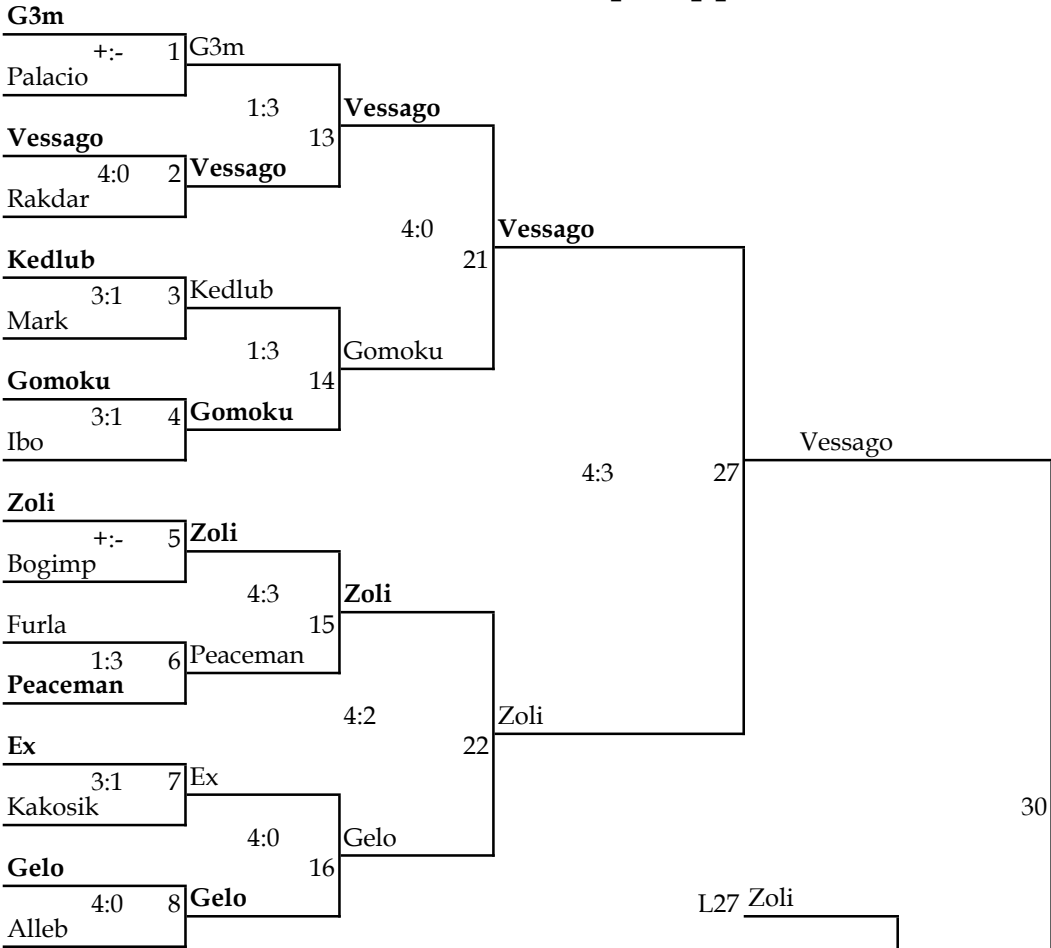 G3m
+:- 1 G3m
Palacio
1:3 Vessago
Vessago 13
4:0 2 Vessago
Rakdar
4:0 Vessago
Kedlub 21
3:1 3 Kedlub
Mark
1:3 Gomoku
Gomoku 14
3:1 4 Gomoku
Ibo Vessago
4:3 27
Zoli
+:- 5 Zoli
Bogimp
4:3 Zoli
Furla 15
1:3 6 Peaceman
Peaceman
4:2 Zoli
Ex 22
3:1 7 Ex
Kakosik 30
4:0 Gelo
Gelo 16
4:0 8 Gelo L27 Zoli
Alleb